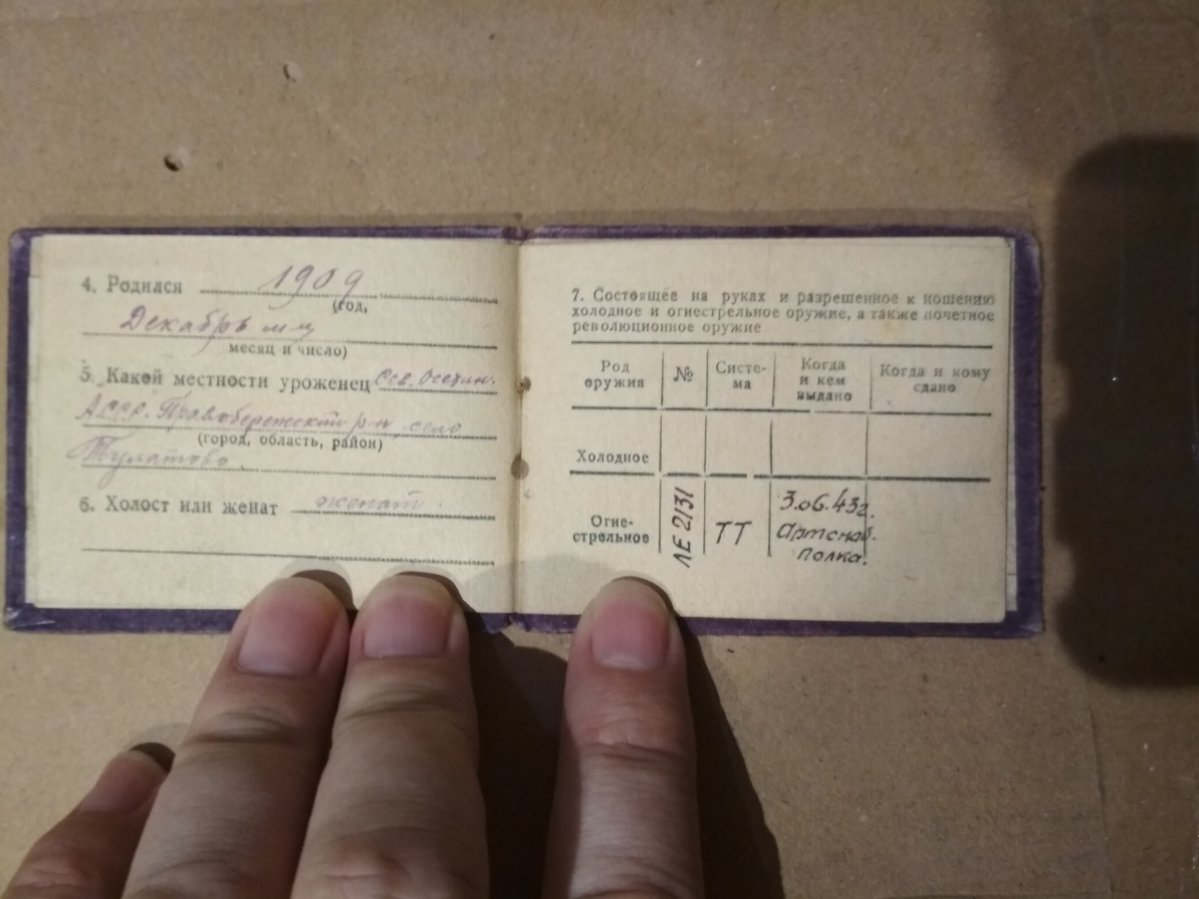 4. Родился 1909
(год,
Декабрь м-ц
месяц и число)
5. Какой местности уроженец Сев. Осетин.
АССР. Правобережский р-н село
(город, область, район)
Тулатово
6. Холост или женат женат.
7. Состоящее на руках и разрешенное к ношению
холодное и огнестрельное оружие, а также почетное
революционное оружие
Род оружия № Систе-ма Когда и кем выдано Когда и кому сдано
Холодное
Огне-стрельное ЛЕ 2131 ТТ 3.06.43г. Артснаб. полка.